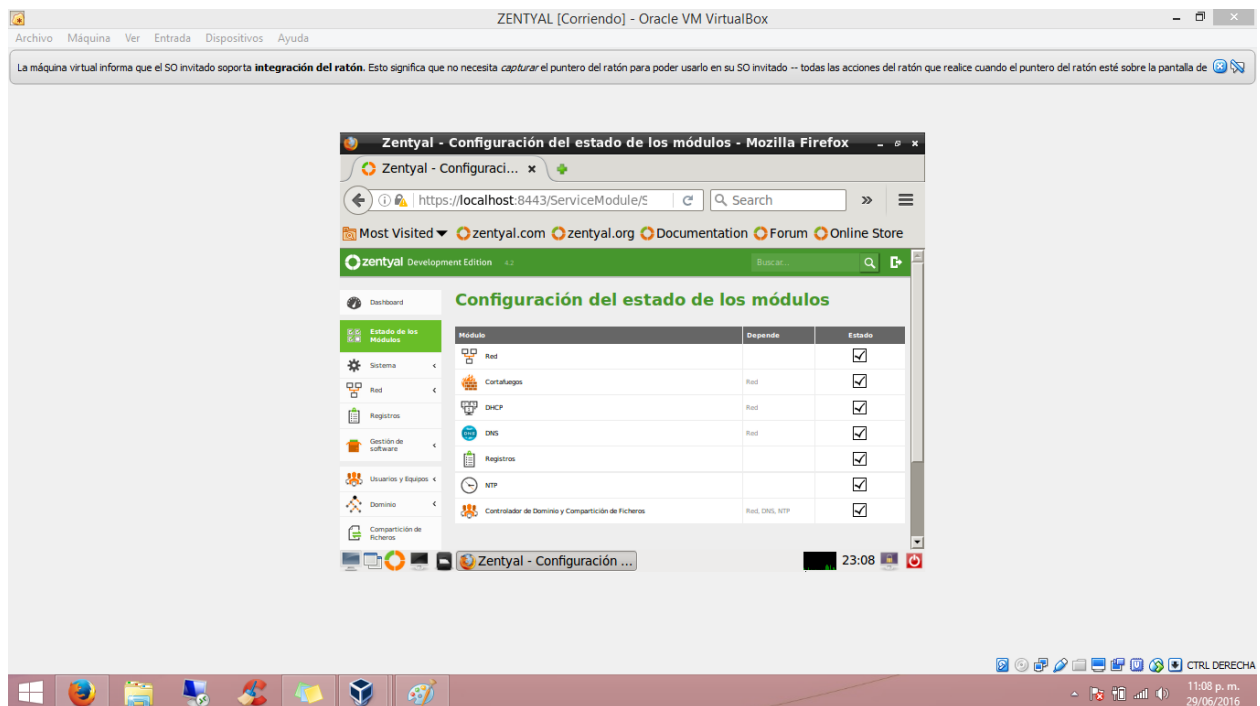 ZENTYAL [Corriendo] - Oracle VM VirtualBox
Archivo Máquina Ver Entrada Dispositivos Ayuda
La máquina virtual informa que el SO invitado soporta integración del ratón. Esto significa que no necesita capturar el puntero del ratón para poder usarlo en su SO invitado -- todas las acciones del ratón que realice cuando el puntero del ratón esté sobre la pantalla de
Zentyal - Configuración del estado de los módulos - Mozilla Firefox
Zentyal - Configuraci...
https://localhost:8443/ServiceModule/S
Search
Most Visited zentyal.com zentyal.org Documentation Forum Online Store
zentyal Development Edition 4.2
Buscar...
Dashboard
Estado de los Módulos
Sistema
Red
Registros
Gestión de software
Usuarios y Equipos
Dominio
Compartición de Ficheros
Configuración del estado de los módulos
Módulo Depende Estado
Red
Cortafuegos Red
DHCP Red
DNS DNS Red
Registros
NTP
Controlador de Dominio y Compartición de Ficheros Red, DNS, NTP
Zentyal - Configuración ...
23:08
CTRL DERECHA
11:08 p. m.
29/06/2016